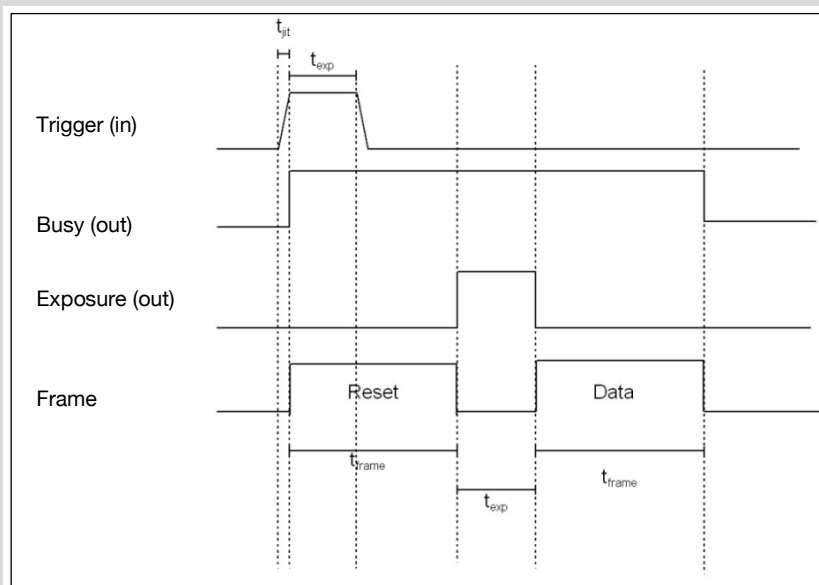 t_jit
t_exp
Trigger (in)
Busy (out)
Exposure (out)
Frame
Reset
Data
t_frame
t_frame
t_exp